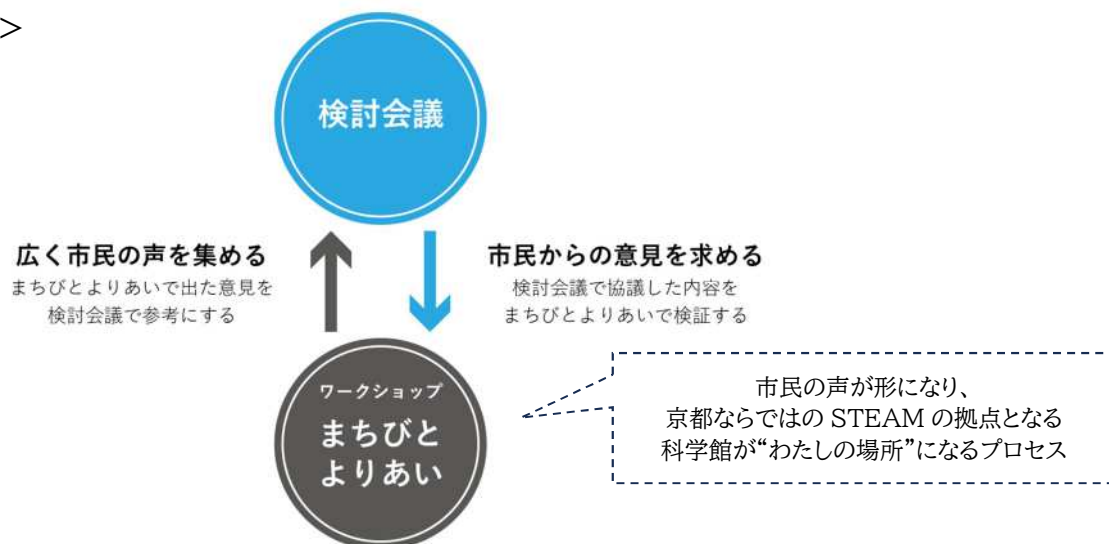 >
検討会議
広く市民の声を集める
まちびとよりあいで出た意見を
検討会議で参考にする
市民からの意見を求める
検討会議で協議した内容を
まちびとよりあいで検証する
ワークショップ
まちびと
よりあい
市民の声が形になり、
京都ならではの STEAM の拠点となる
科学館が“わたしの場所”になるプロセス